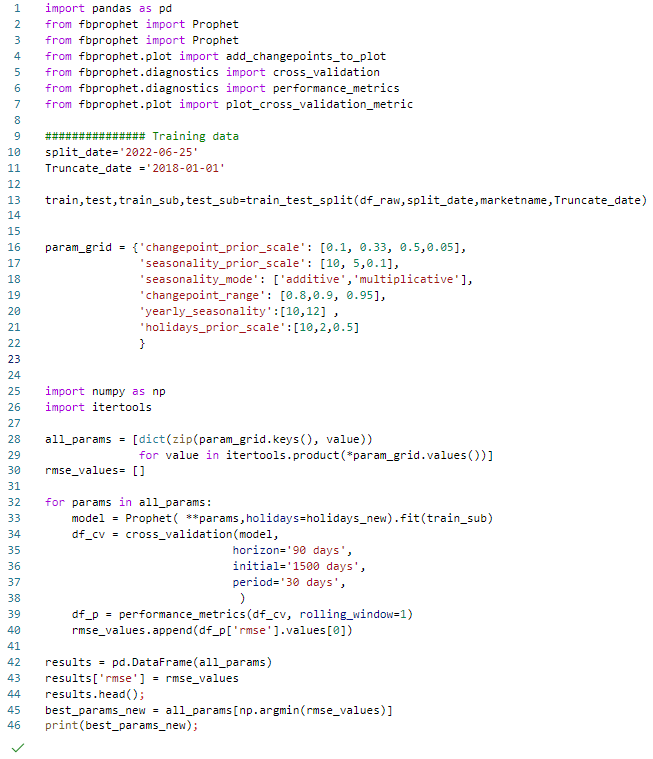 1 import pandas as pd
2 from fbprophet import Prophet
3 from fbprophet import Prophet
4 from fbprophet.plot import add_changepoints_to_plot
5 from fbprophet.diagnostics import cross_validation
6 from fbprophet.diagnostics import performance_metrics
7 from fbprophet.plot import plot_cross_validation_metric
8
9 ############### Training data
10 split_date='2022-06-25'
11 Truncate_date ='2018-01-01'
12
13 train,test,train_sub,test_sub=train_test_split(df_raw,split_date,marketname,Truncate_date)
14
15
16 param_grid = {'changepoint_prior_scale': [0.1, 0.33, 0.5,0.05],
17 'seasonality_prior_scale': [10, 5,0.1],
18 'seasonality_mode': ['additive','multiplicative'],
19 'changepoint_range': [0.8,0.9, 0.95],
20 'yearly_seasonality':[10,12] ,
21 'holidays_prior_scale':[10,2,0.5]
22 }
23
24
25 import numpy as np
26 import itertools
27
28 all_params = [dict(zip(param_grid.keys(), value))
29 for value in itertools.product(*param_grid.values())]
30 rmse_values= []
31
32 for params in all_params:
33 model = Prophet( **params,holidays=holidays_new).fit(train_sub)
34 df_cv = cross_validation(model,
35 horizon='90 days',
36 initial='1500 days',
37 period='30 days',
38 )
39 df_p = performance_metrics(df_cv, rolling_window=1)
40 rmse_values.append(df_p['rmse'].values[0])
41
42 results = pd.DataFrame(all_params)
43 results['rmse'] = rmse_values
44 results.head();
45 best_params_new = all_params[np.argmin(rmse_values)]
46 print(best_params_new);